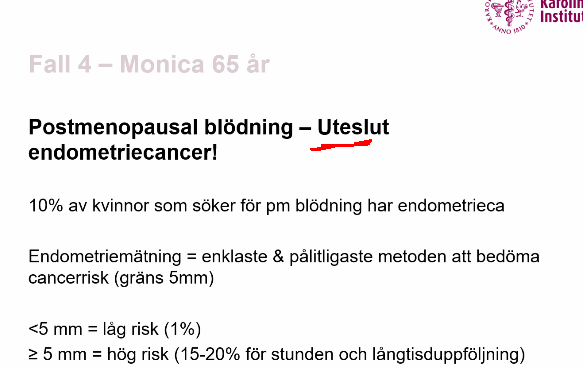 Karolin
Institut
ANNO 1810
Fall 4 – Monica 65 år
Postmenopausal blödning – Uteslut
endometriecancer!
10% av kvinnor som söker för pm blödning har endometrieca
Endometriemätning = enklaste & pålitligaste metoden att bedöma
cancerrisk (gräns 5mm)
<5 mm = låg risk (1%)
≥ 5 mm = hög risk (15-20% för stunden och långtisduppföljning)